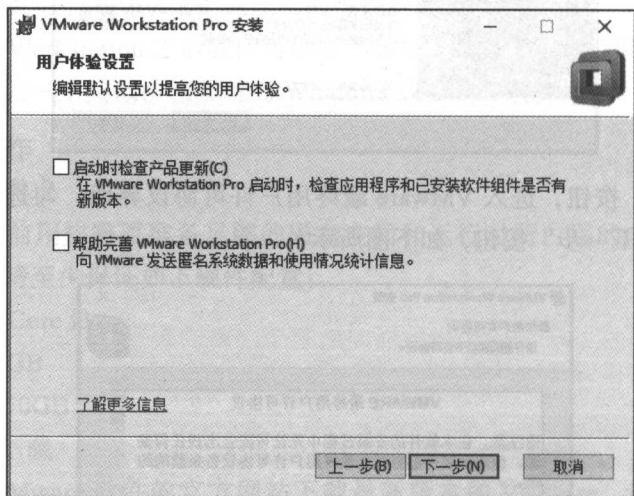 VMware Workstation Pro 安装
用户体验设置
编辑默认设置以提高您的用户体验。
启动时检查产品更新(C)
在 VMware Workstation Pro 启动时，检查应用程序和已安装软件组件是否有
新版本。
帮助完善 VMware Workstation Pro(H)
向 VMware 发送匿名系统数据和使用情况统计信息。
了解更多信息
上一步(B) 下一步(N) 取消